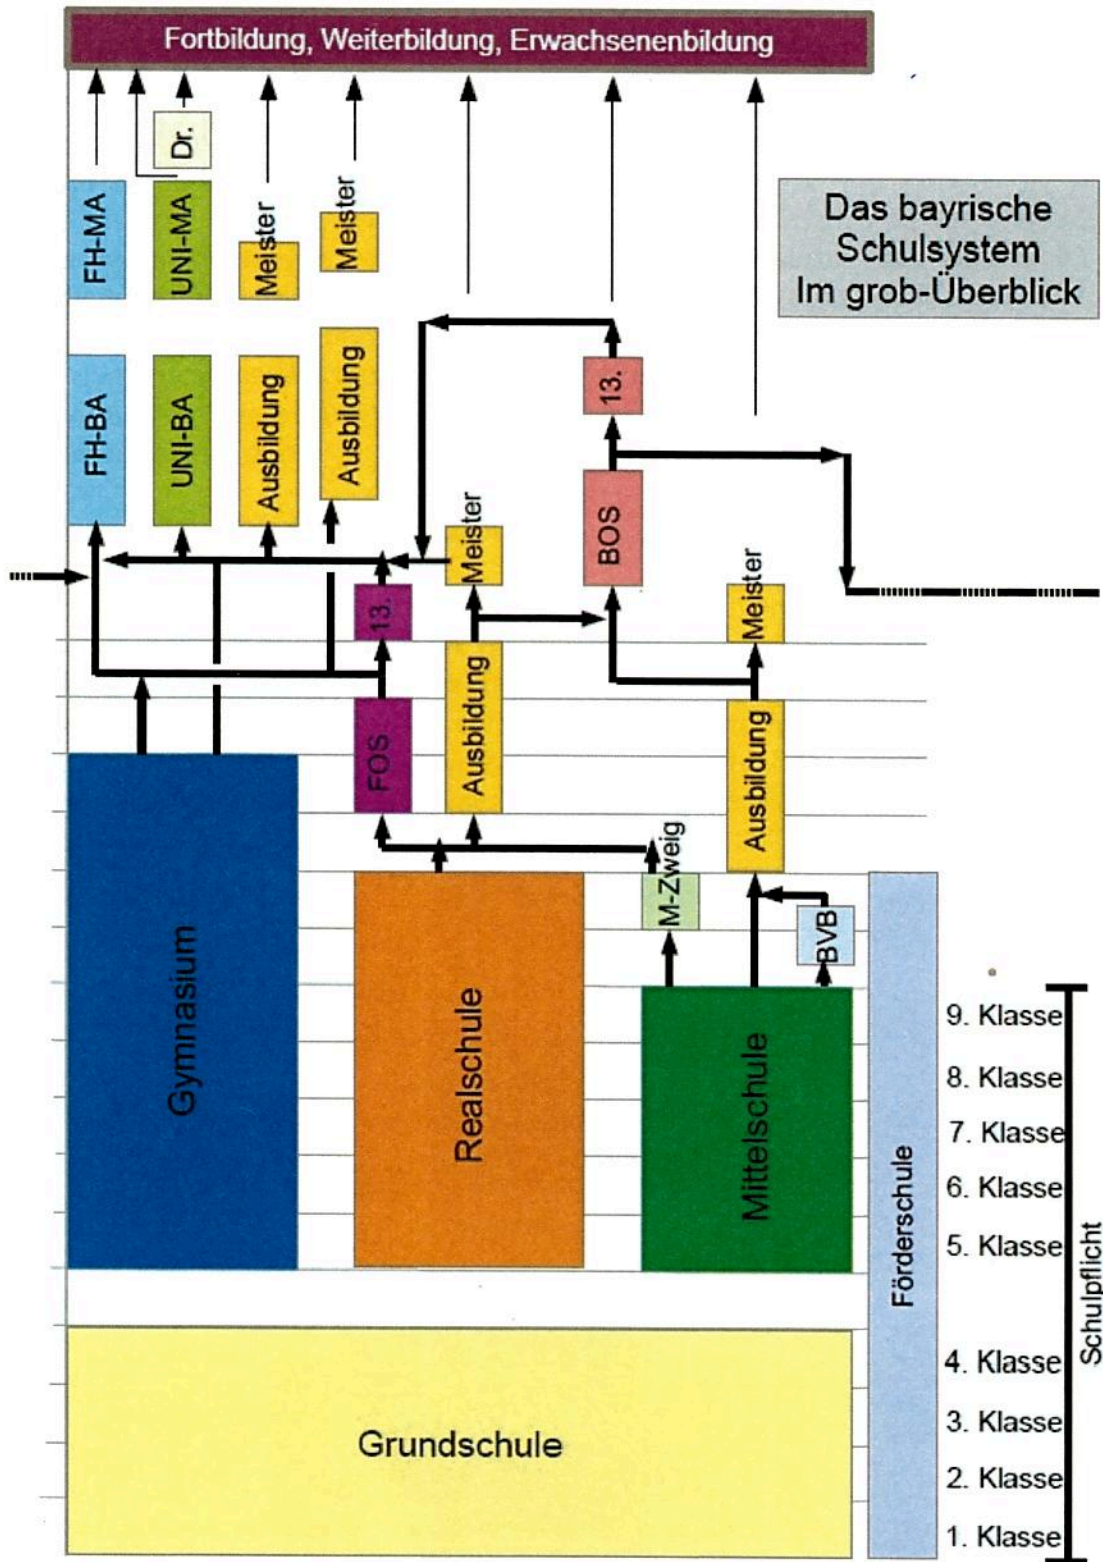 Fortbildung, Weiterbildung, Erwachsenenbildung
Das bayrische
Schulsystem
Im grob-Überblick
Dr.
FH-MA
UNI-MA
Meister
Meister
FH-BA
UNI-BA
Ausbildung
Ausbildung
13.
BOS
Meister
13.
Meister
FOS
Ausbildung
Ausbildung
M-Zweig
BVB
Gymnasium
Realschule
Mittelschule
Förderschule
9. Klasse
8. Klasse
7. Klasse
6. Klasse
5. Klasse
4. Klasse
3. Klasse
2. Klasse
1. Klasse
Schulpflicht
Grundschule